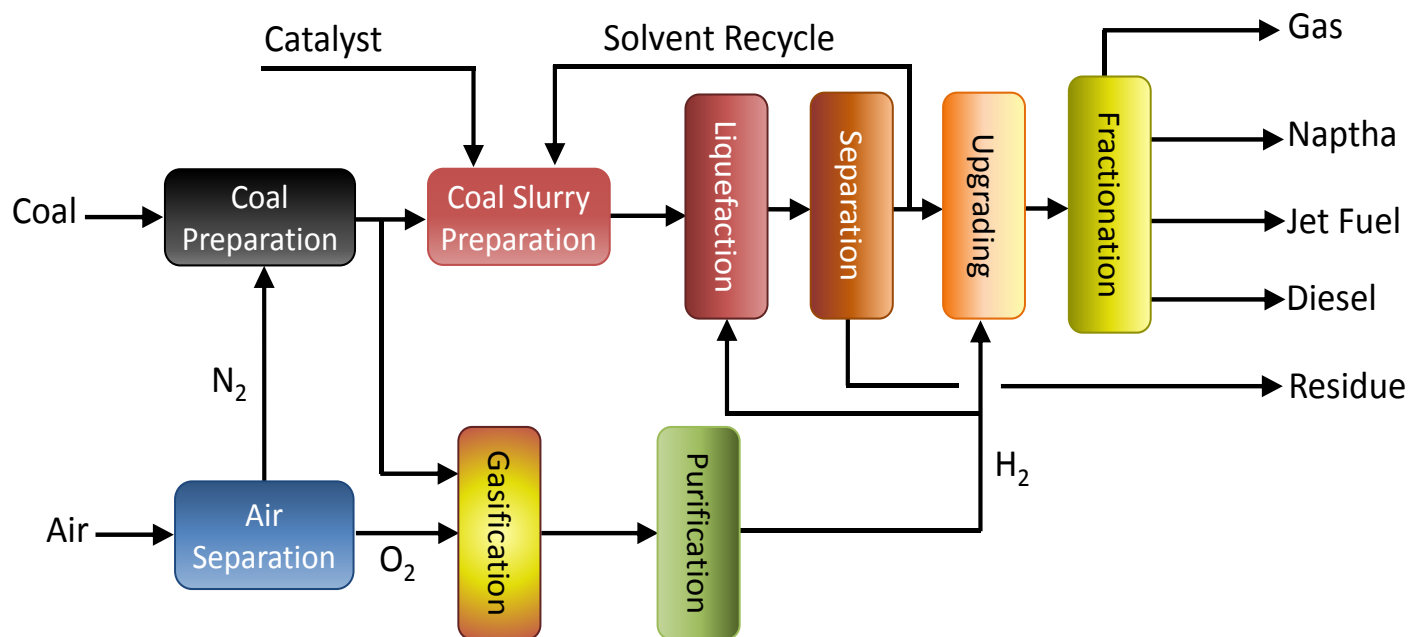 Gas
Catalyst
Solvent Recycle
Naptha
Liquefaction
Separation
Upgrading
Fractionation
Coal
Coal
Preparation
Coal Slurry
Preparation
Jet Fuel
Diesel
N₂
Residue
Air
Air
Separation
O₂
Gasification
Purification
H₂